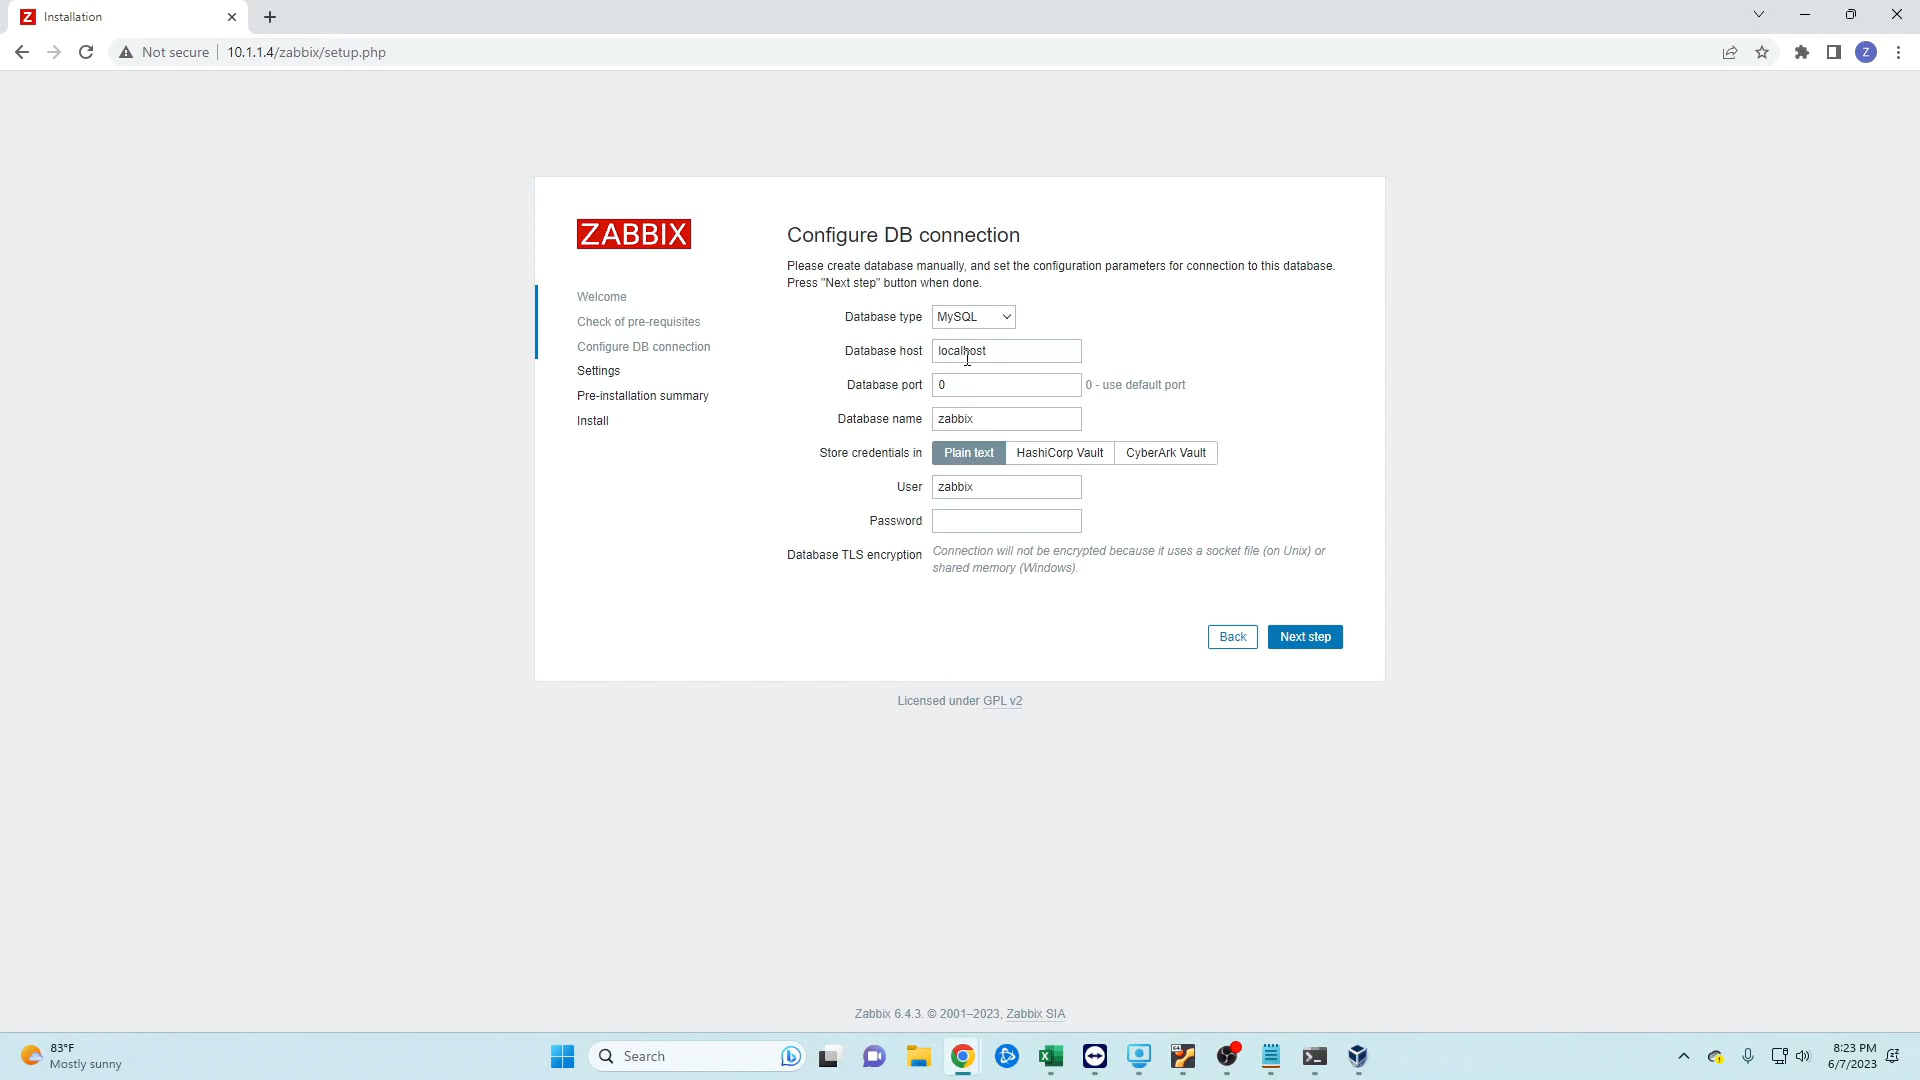 Z Installation
Not secure 10.1.1.4/zabbix/setup.php
Z
ZABBIX
Welcome
Check of pre-requisites
Configure DB connection
Settings
Pre-installation summary
Install
Configure DB connection
Please create database manually, and set the configuration parameters for connection to this database.
Press "Next step" button when done.
Database type MySQL
Database host localhost
Database port 0 0 - use default port
Database name zabbix
Store credentials in Plain text HashiCorp Vault CyberArk Vault
User zabbix
Password
Database TLS encryption Connection will not be encrypted because it uses a socket file (on Unix) or
shared memory (Windows).
Back Next step
Licensed under GPL v2
Zabbix 6.4.3. © 2001–2023, Zabbix SIA
83°F
Mostly sunny
Search
8:23 PM
6/7/2023